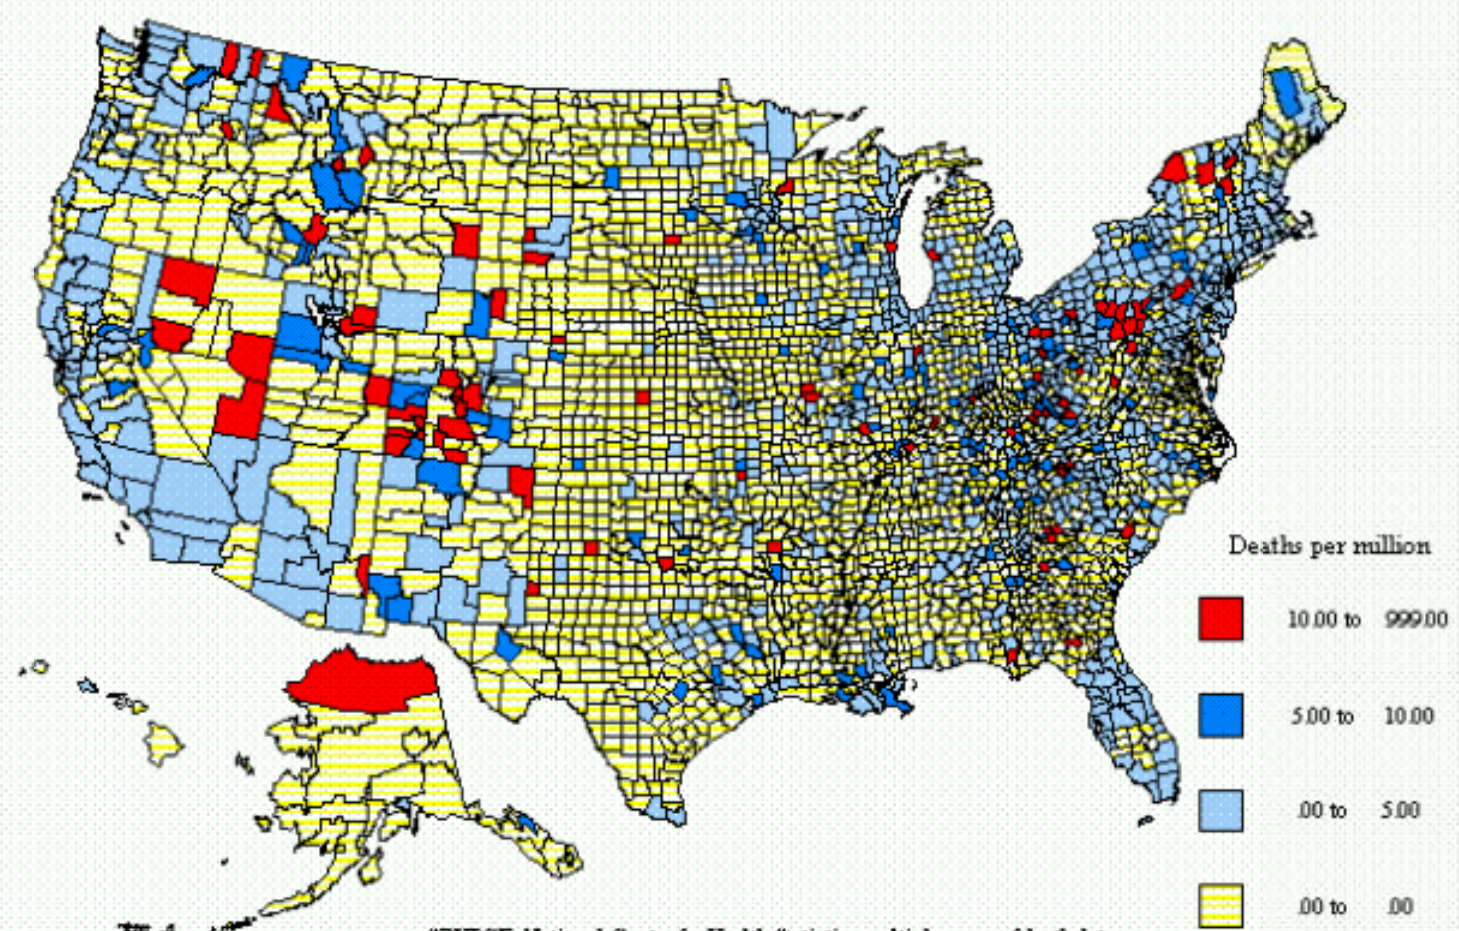 Deaths per million
10.00 to 999.00
5.00 to 10.00
.00 to 5.00
.00 to .00